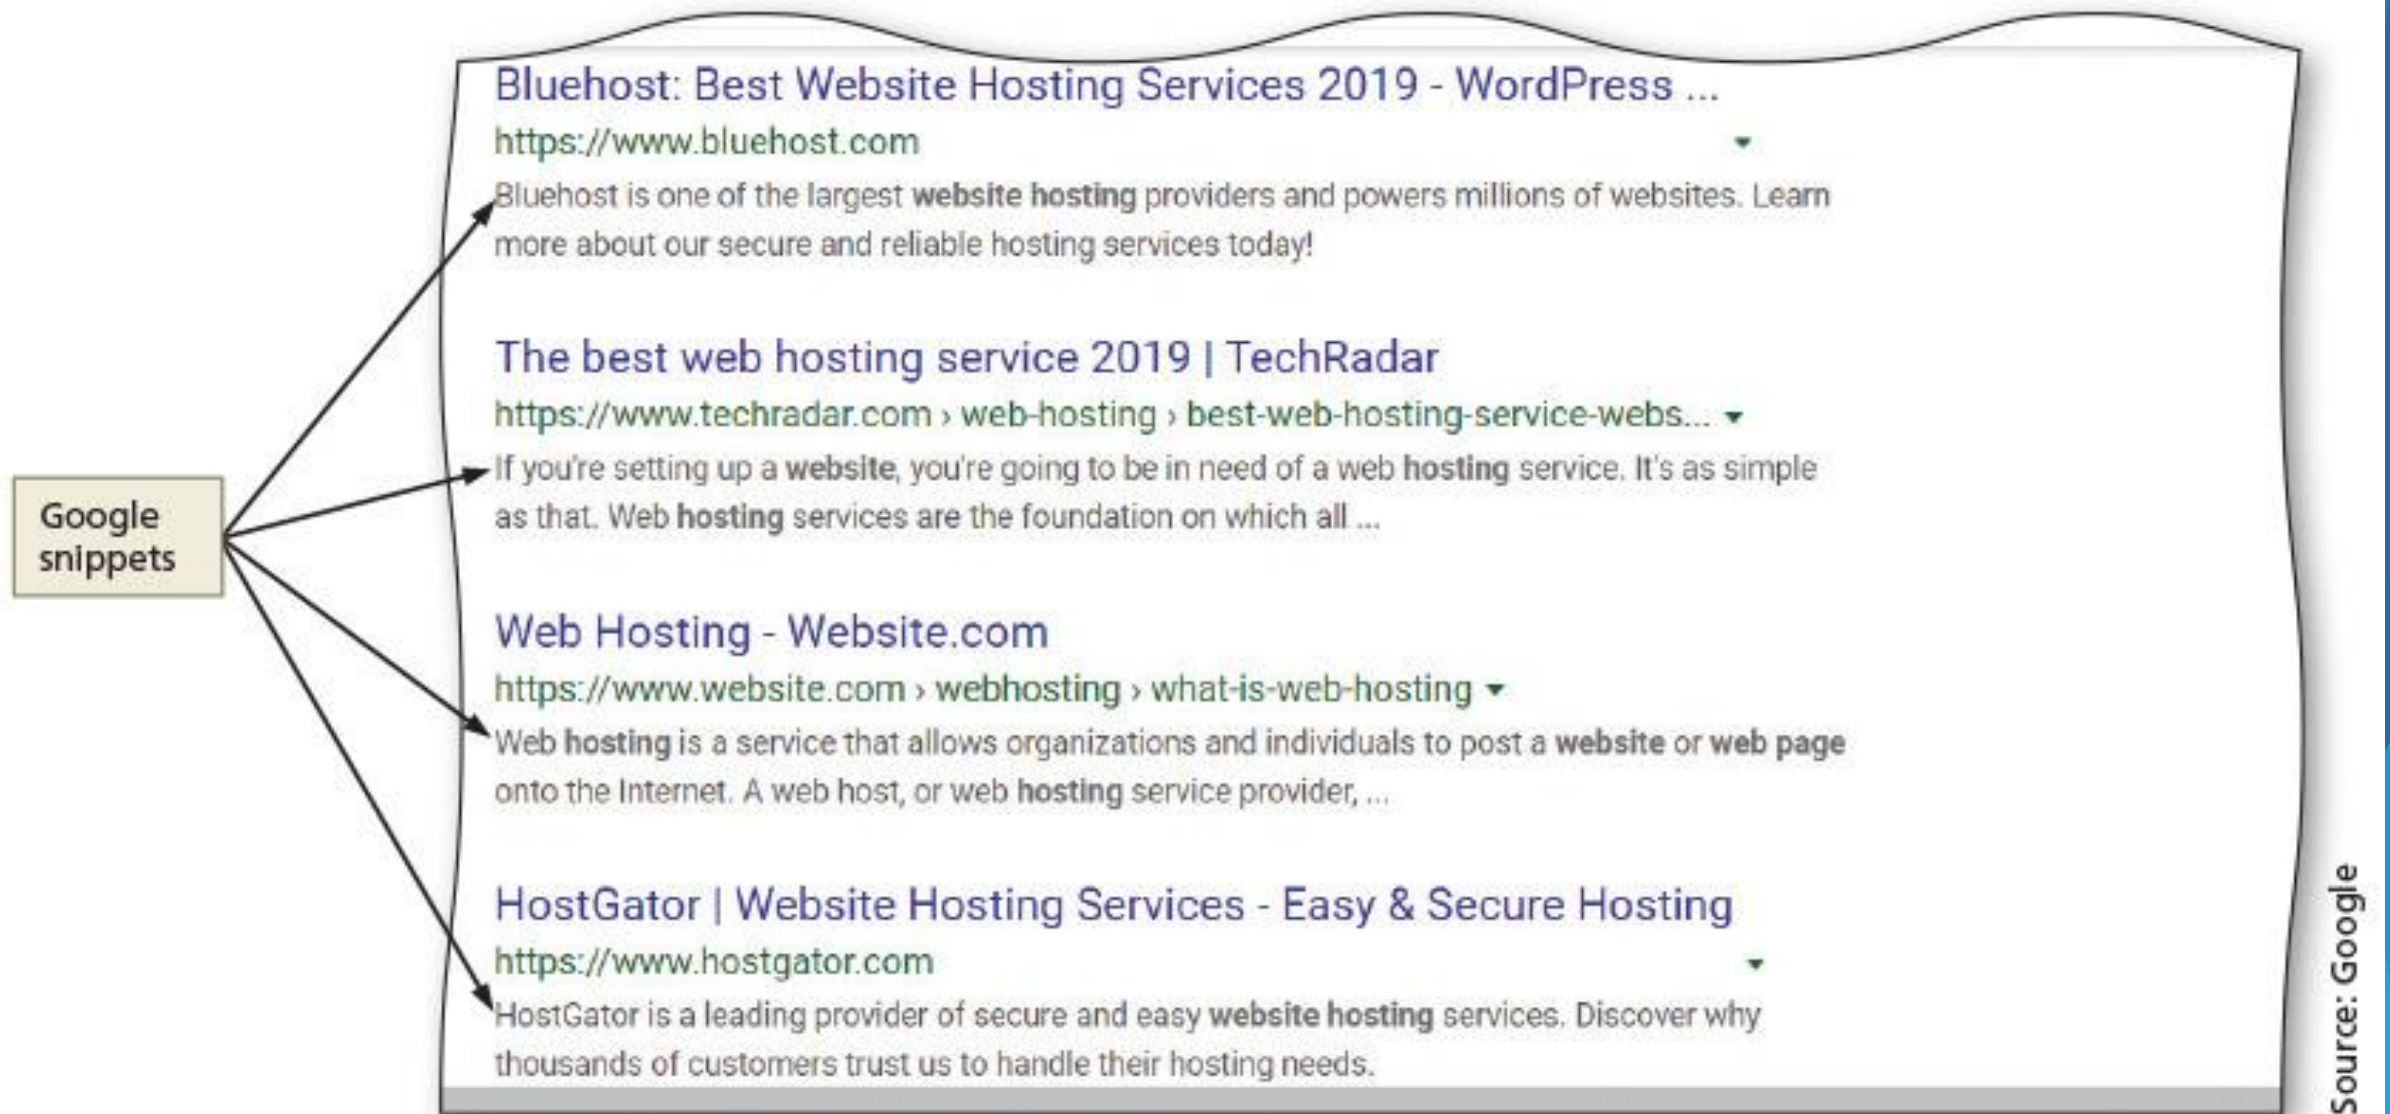 Bluehost: Best Website Hosting Services 2019 - WordPress ...
https://www.bluehost.com
Bluehost is one of the largest website hosting providers and powers millions of websites. Learn
more about our secure and reliable hosting services today!
The best web hosting service 2019 | TechRadar
https://www.techradar.com › web-hosting › best-web-hosting-service-webs...
If you're setting up a website, you're going to be in need of a web hosting service. It's as simple
as that. Web hosting services are the foundation on which all ...
Google
snippets
Web Hosting - Website.com
https://www.website.com › webhosting › what-is-web-hosting
Web hosting is a service that allows organizations and individuals to post a website or web page
onto the Internet. A web host, or web hosting service provider, ...
HostGator | Website Hosting Services - Easy & Secure Hosting
https://www.hostgator.com
HostGator is a leading provider of secure and easy website hosting services. Discover why
thousands of customers trust us to handle their hosting needs.
Source: Google